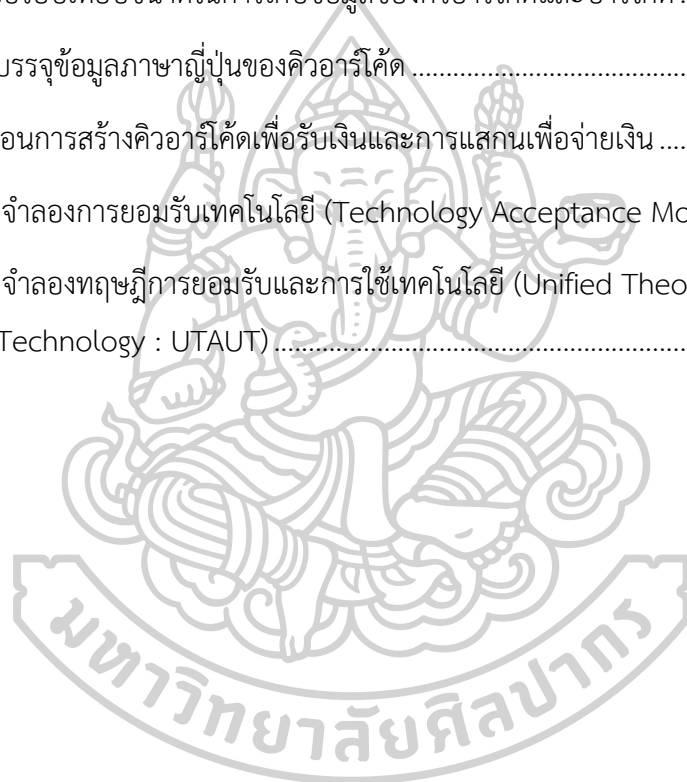 บรรจุข้อมูลภาษาญี่ปุ่นของคิวอาร์โค้ด ................................................
อนการสร้างคิวอาร์โค้ดเพื่อรับเงินและการแสกนเพื่อจ่ายเงิน .....
จำลองการยอมรับเทคโนโลยี (Technology Acceptance Mo
จำลองทฤษฎีการยอมรับและการใช้เทคโนโลยี (Unified Theo
Technology : UTAUT) ........................................................................
มหาวิทยาลัยศิลปากร